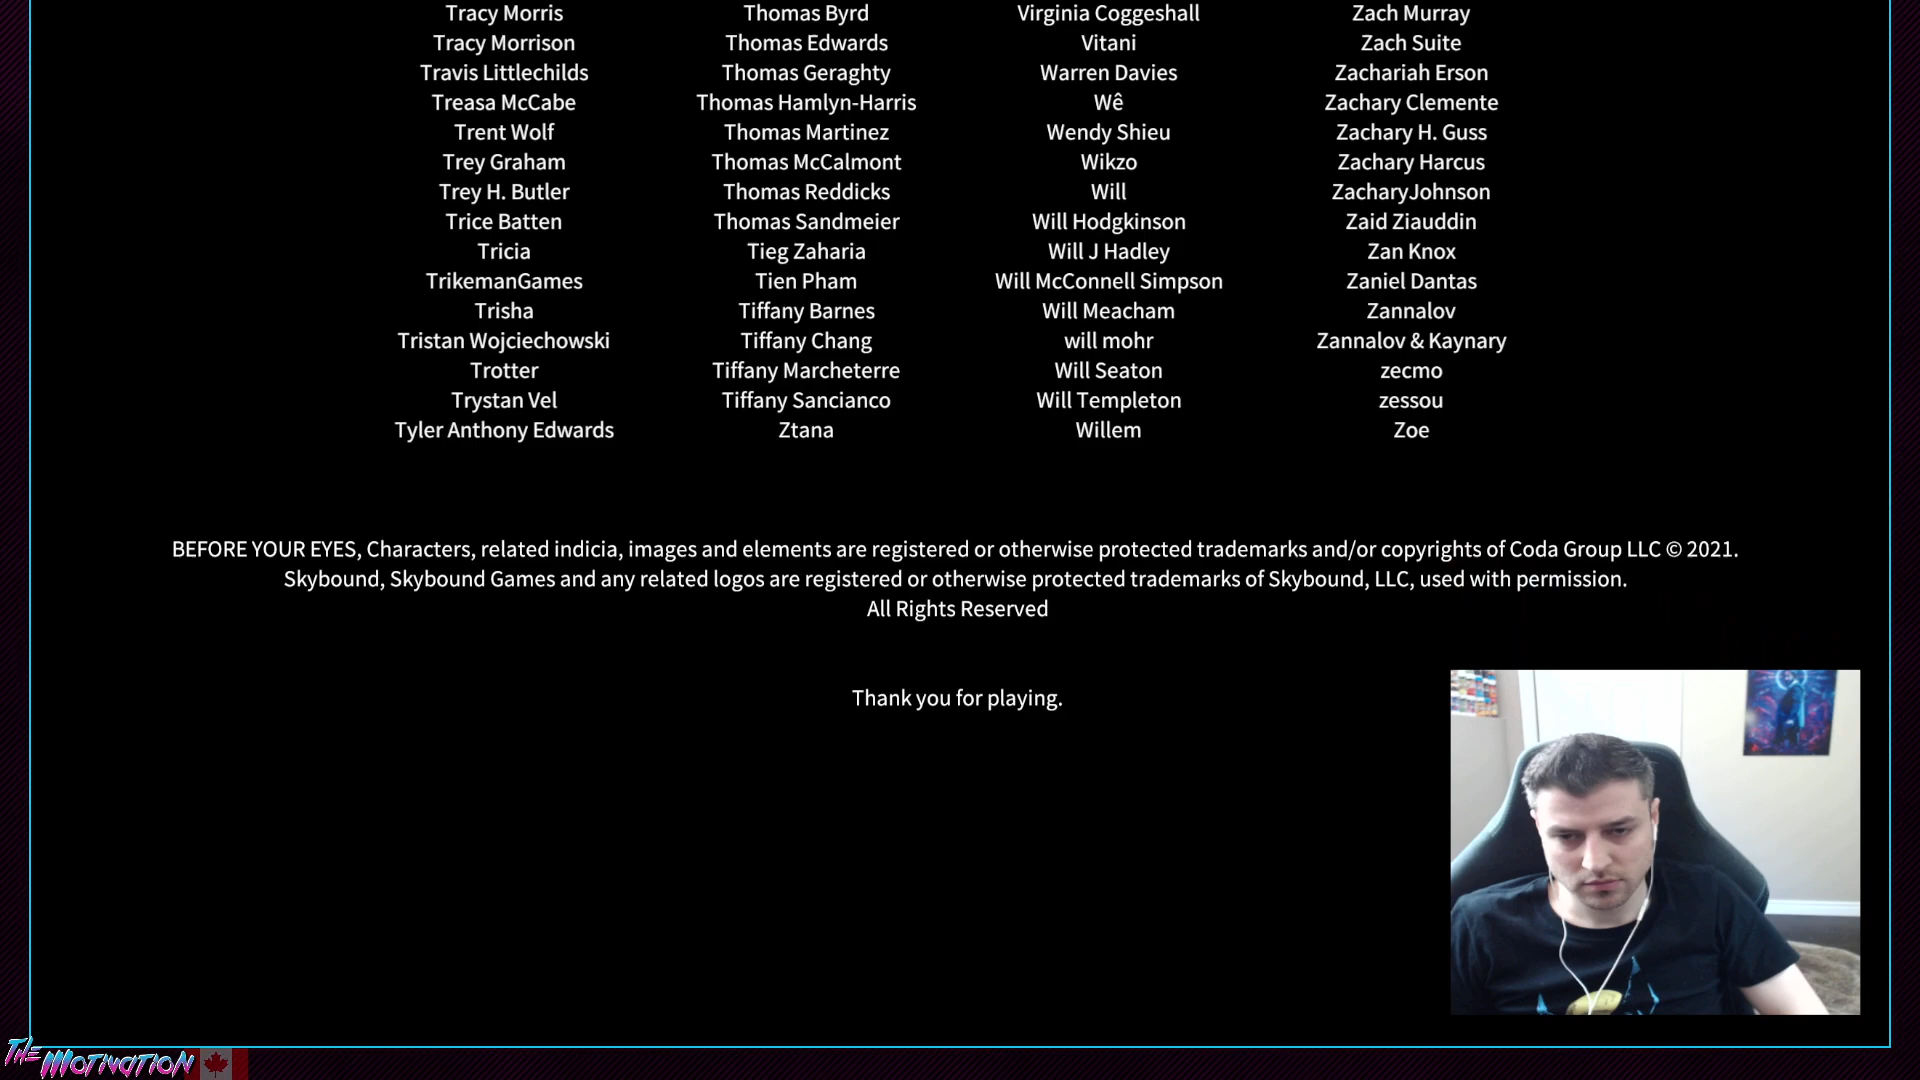 Tracy Morris
Tracy Morrison
Travis Littlechilds
Treasa McCabe
Trent Wolf
Trey Graham
Trey H. Butler
Trice Batten
Tricia
TrikemanGames
Trisha
Tristan Wojciechowski
Trotter
Trystan Vel
Tyler Anthony Edwards
Thomas Byrd
Thomas Edwards
Thomas Geraghty
Thomas Hamlyn-Harris
Thomas Martinez
Thomas McCalmont
Thomas Reddicks
Thomas Sandmeier
Tieg Zaharia
Tien Pham
Tiffany Barnes
Tiffany Chang
Tiffany Marcheterre
Tiffany Sancianco
Ztana
Virginia Coggeshall
Vitani
Warren Davies
Wê
Wendy Shieu
Wikzo
Will
Will Hodgkinson
Will J Hadley
Will McConnell Simpson
Will Meacham
will mohr
Will Seaton
Will Templeton
Willem
Zach Murray
Zach Suite
Zachariah Erson
Zachary Clemente
Zachary H. Guss
Zachary Harcus
ZacharyJohnson
Zaid Ziauddin
Zan Knox
Zaniel Dantas
Zannalov
Zannalov & Kaynary
zecmo
zessou
Zoe
BEFORE YOUR EYES, Characters, related indicia, images and elements are registered or otherwise protected trademarks and/or copyrights of Coda Group LLC © 2021.
Skybound, Skybound Games and any related logos are registered or otherwise protected trademarks of Skybound, LLC, used with permission.
All Rights Reserved
Thank you for playing.
THE MOTIVATION